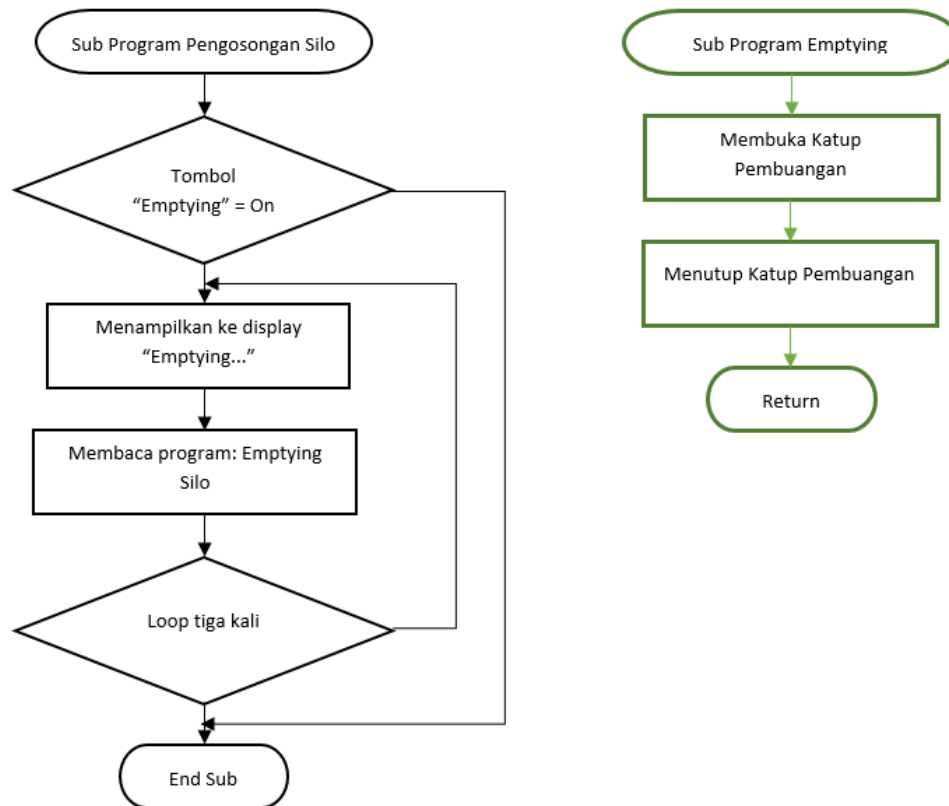 Sub Program Pengosongan Silo
Tombol
“Emptying” = On
Menampilkan ke display
“Emptying...”
Membaca program: Emptying
Silo
Loop tiga kali
End Sub
Sub Program Emptying
Membuka Katup
Pembuangan
Menutup Katup Pembuangan
Return